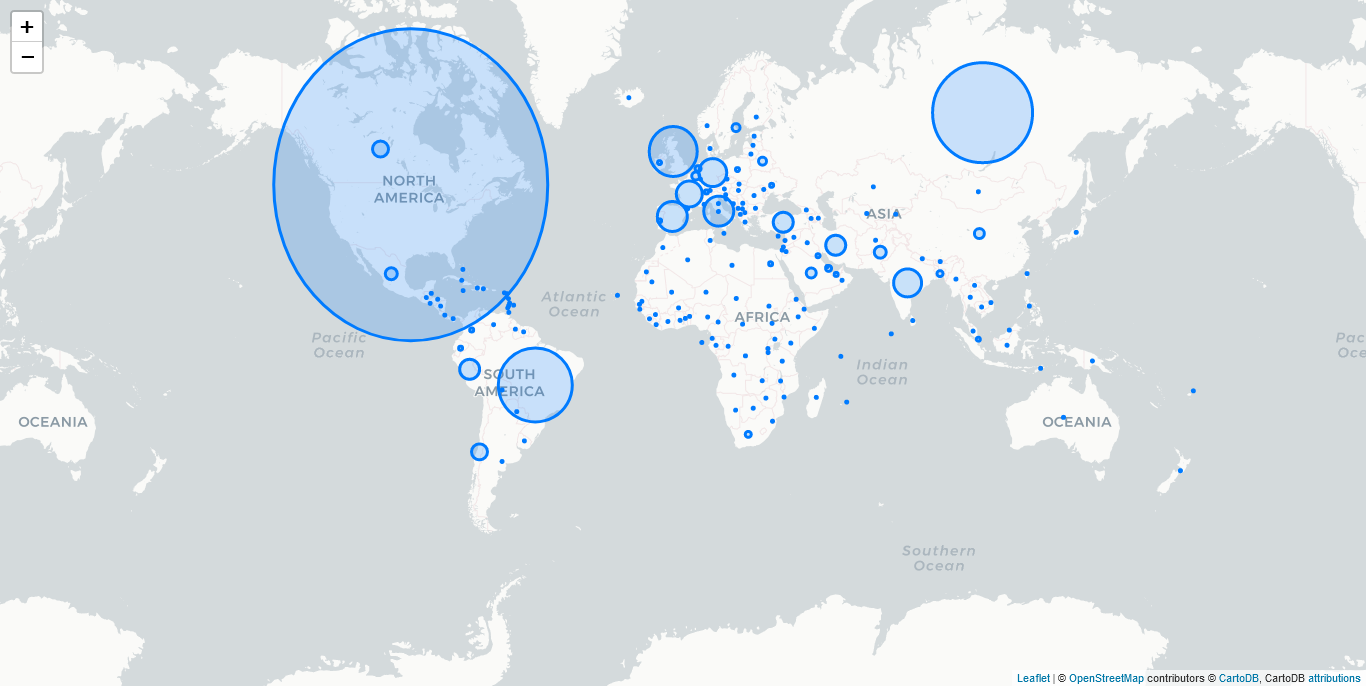 +
−
NORTH
AMERICA
ASIA
Atlantic
Ocean
AFRICA
Pacific
Ocean
Pac
Oce
Indian
Ocean
SOUTH
AMERICA
OCEANIA
OCEANIA
Southern
Ocean
Leaflet | © OpenStreetMap contributors © CartoDB, CartoDB attributions